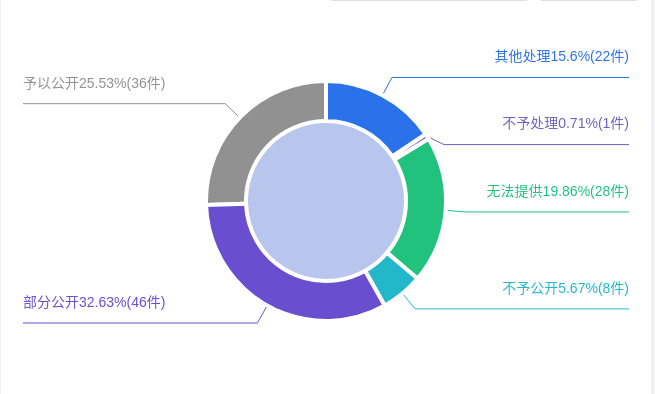 其他处理15.6%(22件)
予以公开25.53%(36件)
不予处理0.71%(1件)
无法提供19.86%(28件)
不予公开5.67%(8件)
部分公开32.63%(46件)